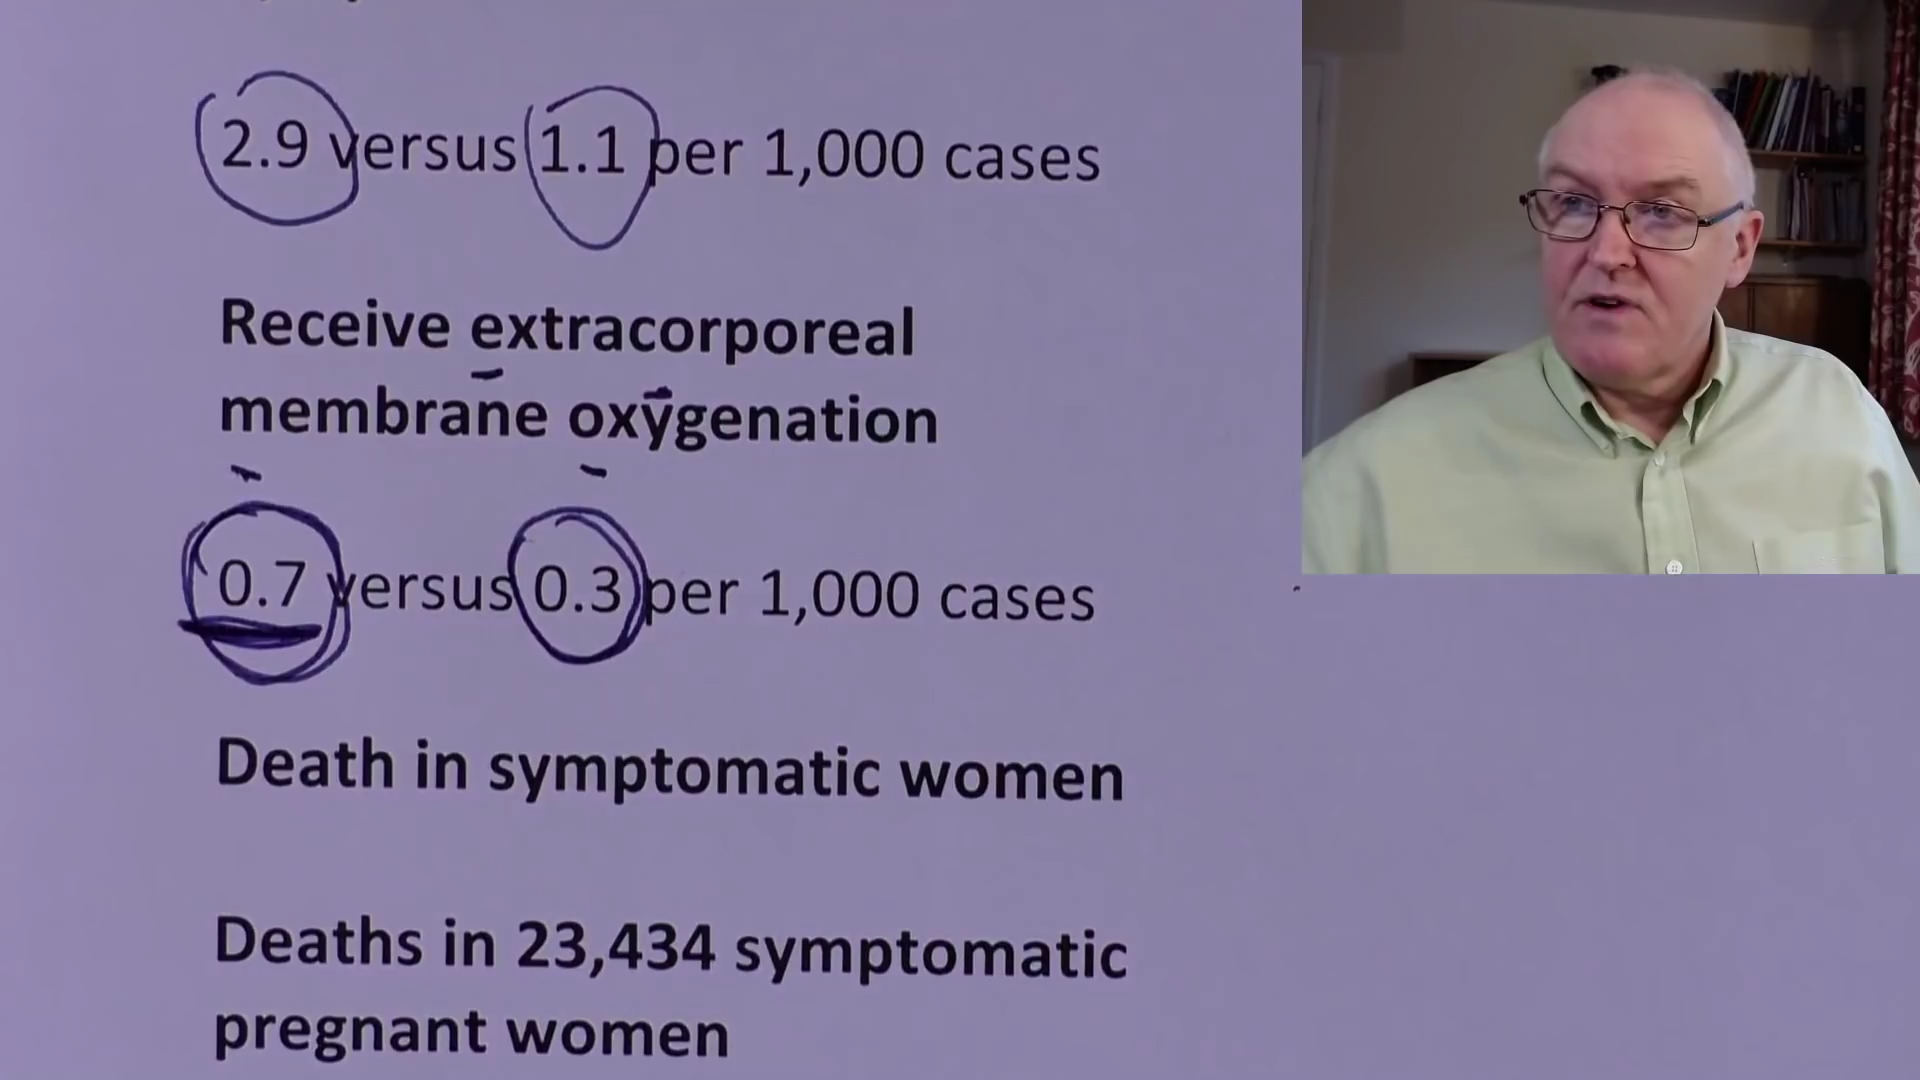 2.9 versus 1.1 per 1,000 cases
Receive extracorporeal
membrane oxygenation
0.7 versus 0.3 per 1,000 cases
Death in symptomatic women
Deaths in 23,434 symptomatic
pregnant women